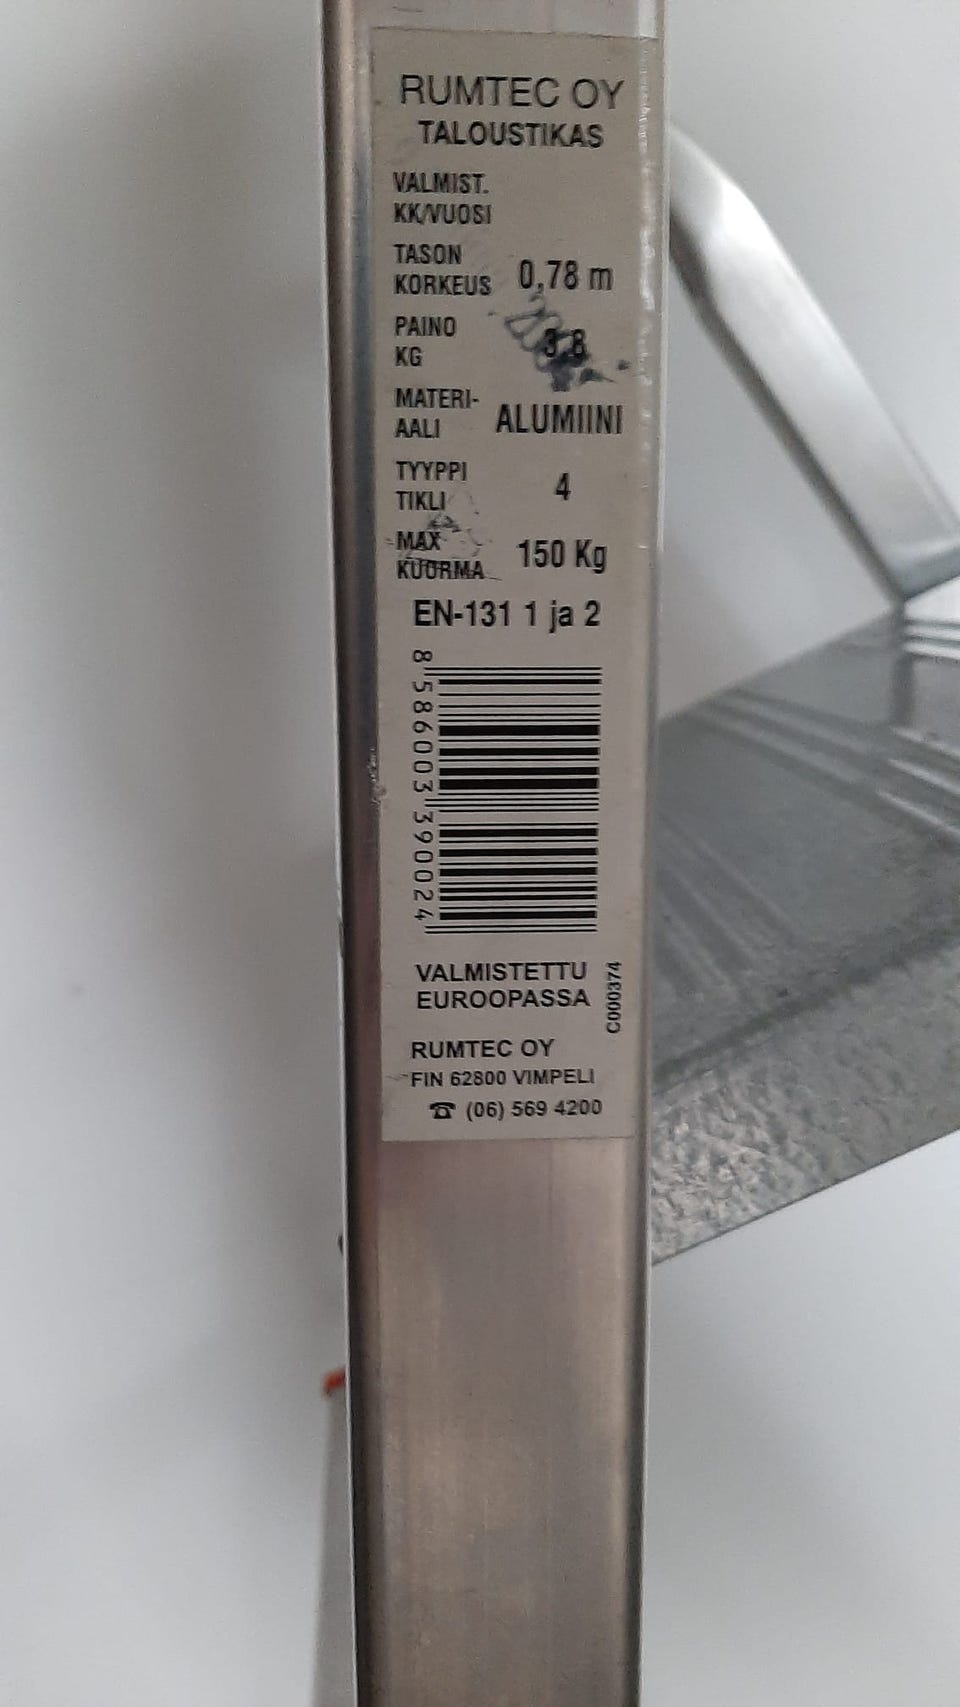 RUMTEC OY
TALOUSTIKAS
VALMIST.
KK/VUOSI
TASON
KORKEUS 0,78 m
PAINO
KG 3,8
MATERI-
AALI ALUMIINI
TYYPPI
TIKLI 4
MAX
KUORMA 150 Kg
EN-131 1 ja 2
8 586003 390024
VALMISTETTU
EUROOPASSA
C000374
RUMTEC OY
FIN 62800 VIMPELI
☎ (06) 569 4200